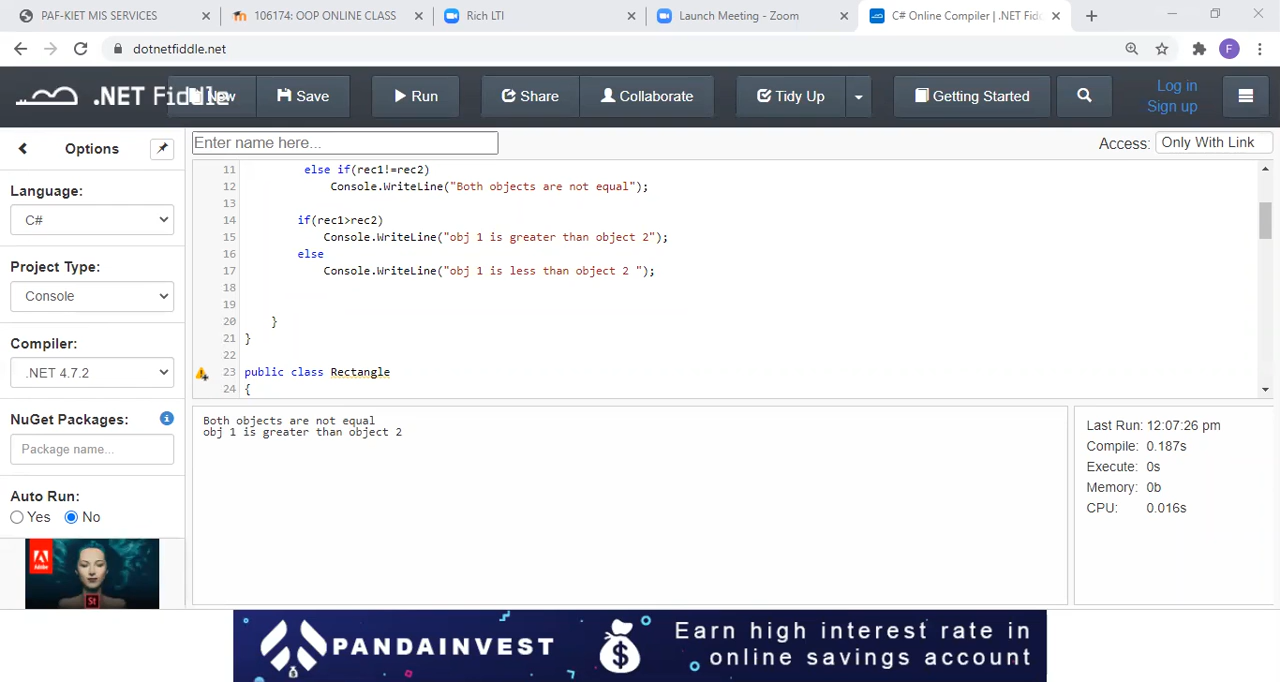 PAF-KIET MIS SERVICES
106174: OOP ONLINE CLASS
Rich LTI
Launch Meeting - Zoom
C# Online Compiler | .NET Fidd
dotnetfiddle.net
F
.NET Fiddle
New
Save
Run
Share
Collaborate
Tidy Up
Getting Started
Log in
Sign up
Options
Enter name here...
Access:
Only With Link
Language:
C#
Project Type:
Console
Compiler:
.NET 4.7.2
NuGet Packages:
Package name...
Auto Run:
Yes
No
Adobe
St
11 else if(rec1!=rec2)
12 Console.WriteLine("Both objects are not equal");
13
14 if(rec1>rec2)
15 Console.WriteLine("obj 1 is greater than object 2");
16 else
17 Console.WriteLine("obj 1 is less than object 2 ");
18
19
20 }
21 }
22
23 public class Rectangle
24 {
Both objects are not equal
obj 1 is greater than object 2
Last Run: 12:07:26 pm
Compile: 0.187s
Execute: 0s
Memory: 0b
CPU: 0.016s
PANDAINVEST
$
Earn high interest rate in
online savings account